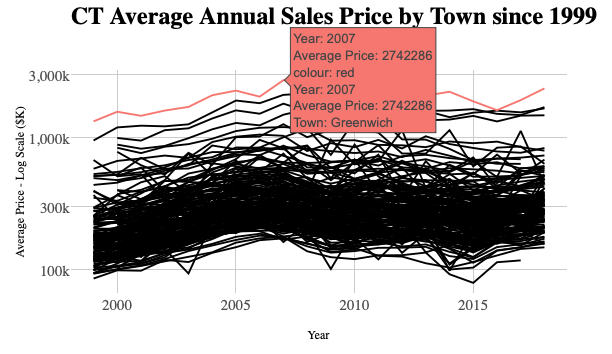 CT Average Annual Sales Price by Town since 1999
Year: 2007
Average Price: 2742286
colour: red
Year: 2007
Average Price: 2742286
Town: Greenwich
Average Price - Log Scale ($K)
3,000k
1,000k
300k
100k
2000
2005
2010
2015
Year